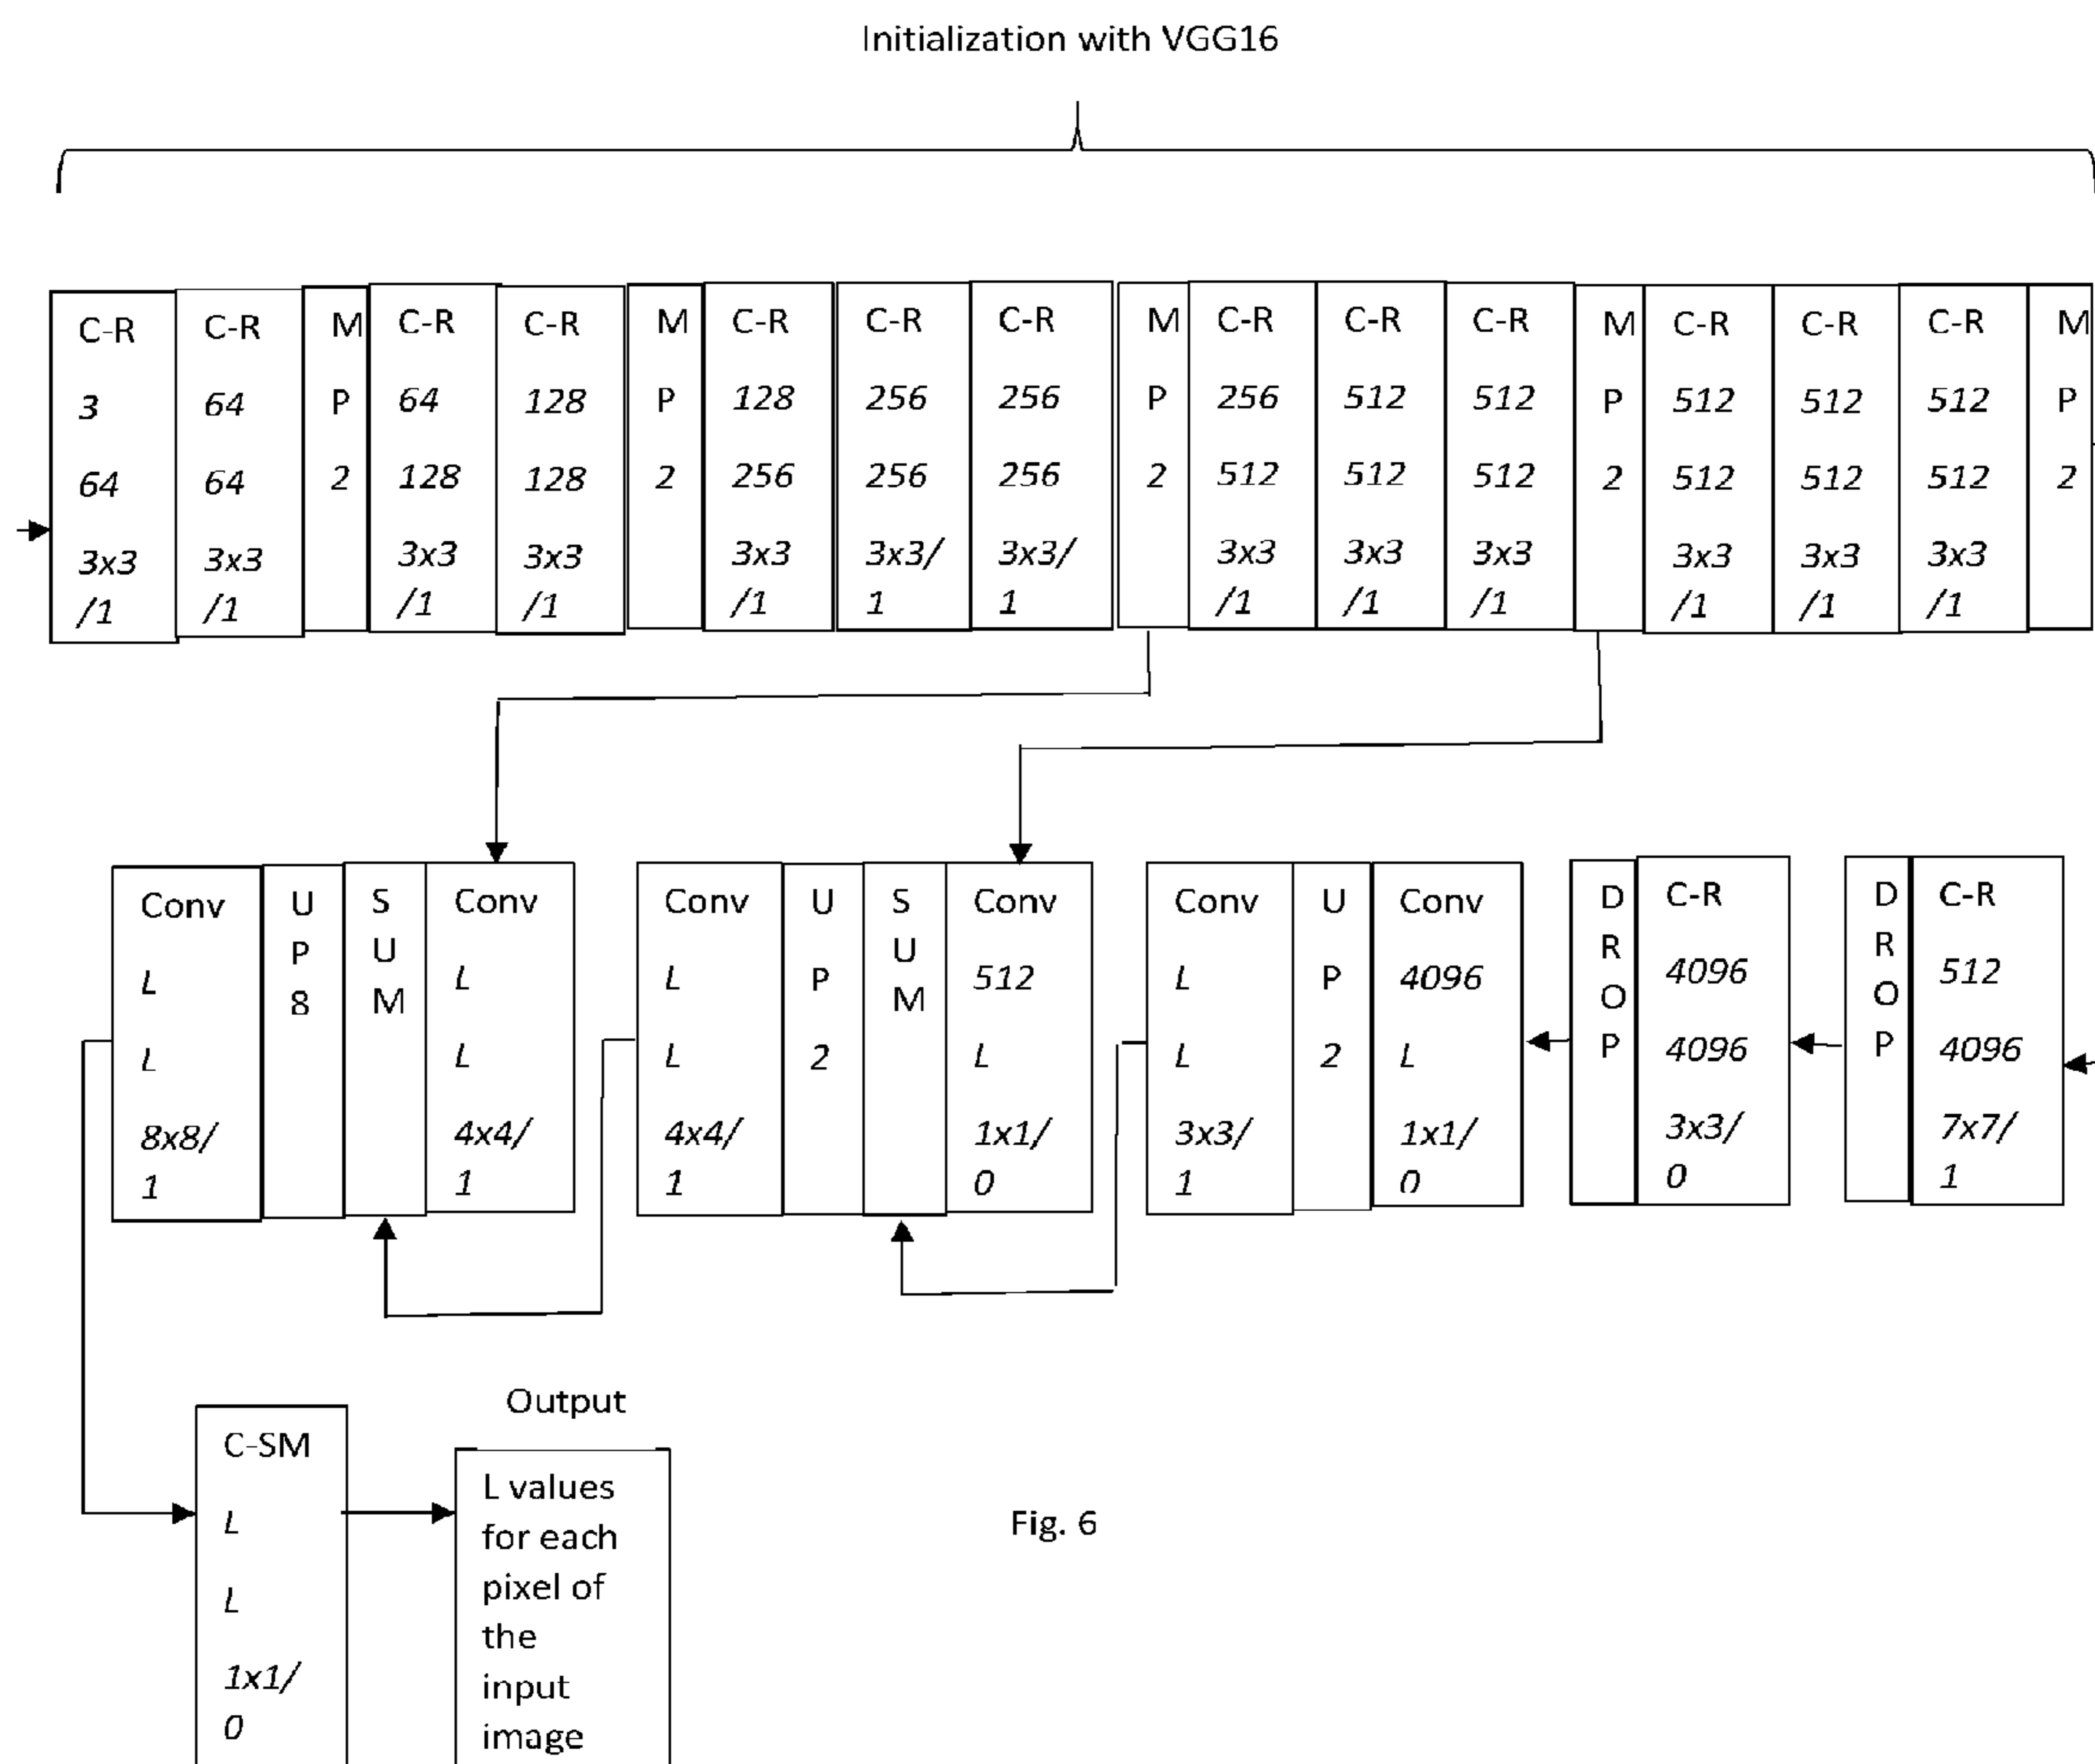 Initialization with VGG16
C-R
3
64
3x3
/1
C-R
64
64
3x3
/1
M
P
2
C-R
64
128
3x3
/1
C-R
128
128
3x3
/1
M
P
2
C-R
128
256
3x3
/1
C-R
256
256
3x3/
1
C-R
256
256
3x3/
1
M
P
2
C-R
256
512
3x3
/1
C-R
512
512
3x3
/1
C-R
512
512
3x3
/1
M
P
2
C-R
512
512
3x3
/1
C-R
512
512
3x3
/1
C-R
512
512
3x3
/1
M
P
2
Conv
L
L
8x8/
1
U
P
8
S
U
M
Conv
L
L
4x4/
1
Conv
L
L
4x4/
1
U
P
2
S
U
M
Conv
512
L
1x1/
0
Conv
L
L
3x3/
1
U
P
2
Conv
4096
L
1x1/
0
D
R
O
P
C-R
4096
4096
3x3/
0
D
R
O
P
C-R
512
4096
7x7/
1
C-SM
L
L
1x1/
0
Output
L values
for each
pixel of
the
input
image
Fig. 6